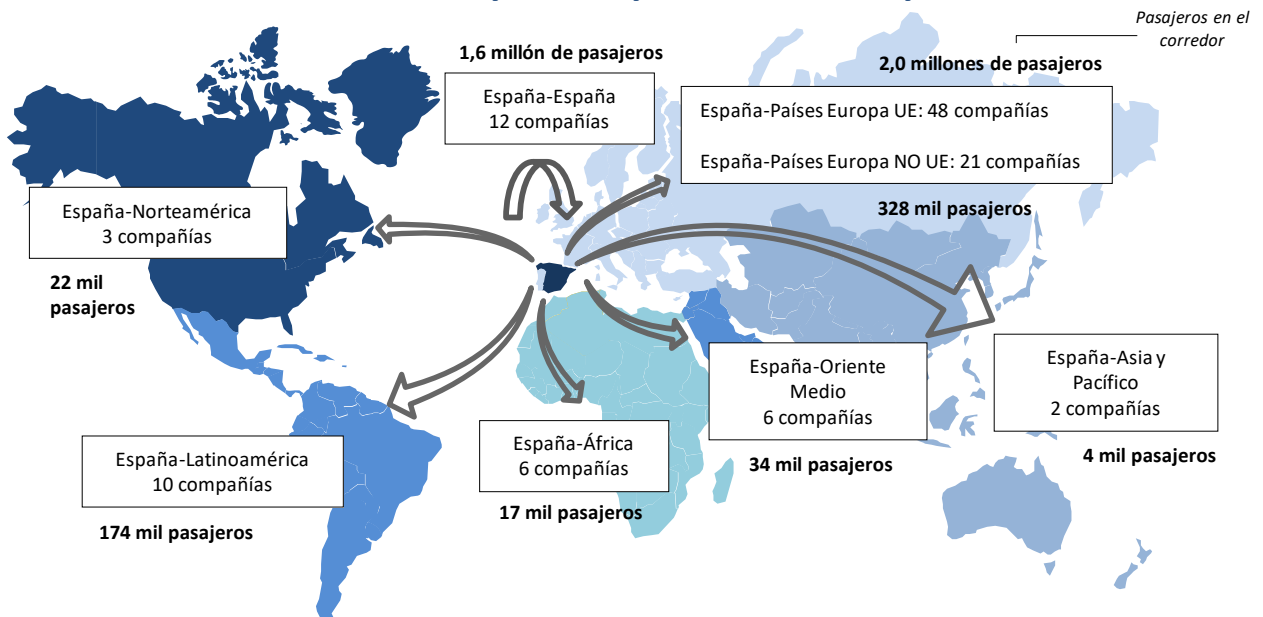 Pasajeros en el
corredor
1,6 millón de pasajeros
España-España
12 compañías
2,0 millones de pasajeros
España-Países Europa UE: 48 compañías
España-Países Europa NO UE: 21 compañías
328 mil pasajeros
España-Norteamérica
3 compañías
22 mil
pasajeros
España-Latinoamérica
10 compañías
174 mil pasajeros
España-África
6 compañías
17 mil pasajeros
España-Oriente
Medio
6 compañías
34 mil pasajeros
España-Asia y
Pacífico
2 compañías
4 mil pasajeros